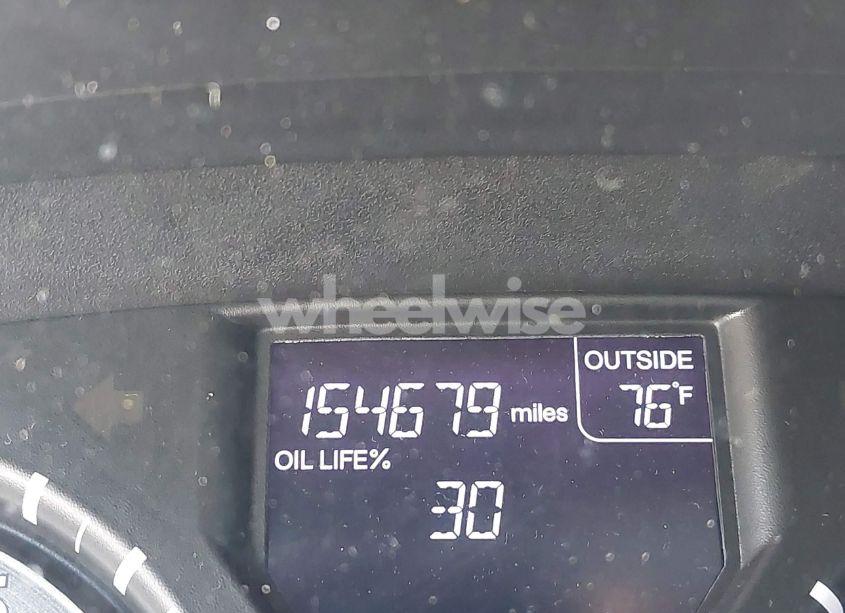 wheelwise
OUTSIDE
154679 miles 76°F
OIL LIFE%
30